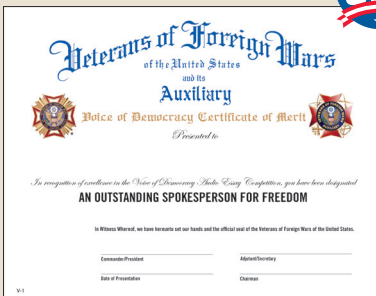 Veterans of Foreign Wars
of the United States
and its
Auxiliary
Voice of Democracy Certificate of Merit
Presented to
In recognition of excellence in the Voice of Democracy Audio Essay Competition, you have been designated
AN OUTSTANDING SPOKESPERSON FOR FREEDOM
In Witness Whereof, we have hereunto set our hands and the official seal of the Veterans of Foreign Wars of the United States.
Commander/President
Adjutant/Secretary
Date of Presentation
Chairman
V-1